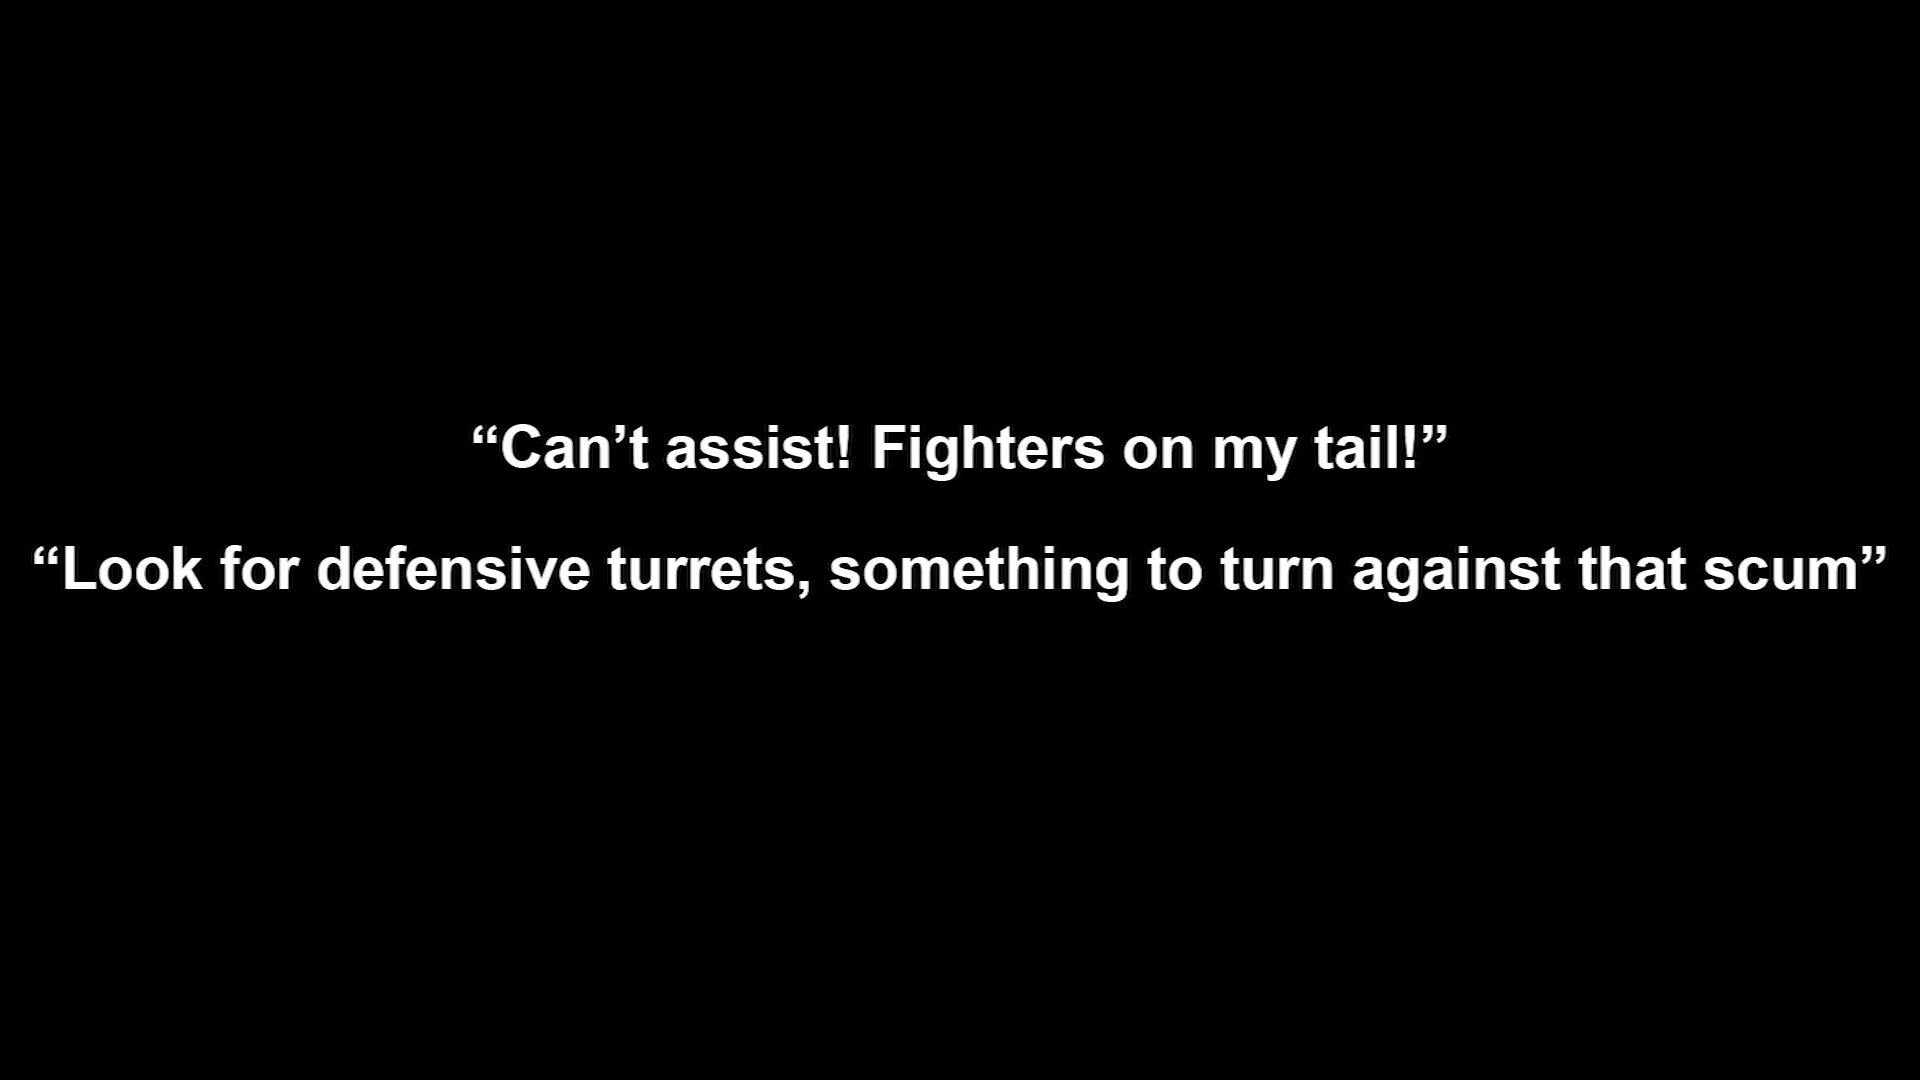 “Can’t assist! Fighters on my tail!”
“Look for defensive turrets, something to turn against that scum”